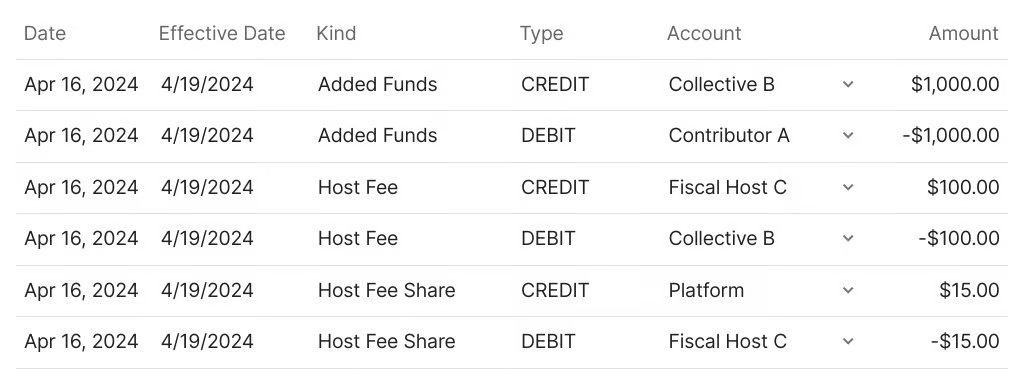 Date Effective Date Kind Type Account Amount
Apr 16, 2024 4/19/2024 Added Funds CREDIT Collective B $1,000.00
Apr 16, 2024 4/19/2024 Added Funds DEBIT Contributor A -$1,000.00
Apr 16, 2024 4/19/2024 Host Fee CREDIT Fiscal Host C $100.00
Apr 16, 2024 4/19/2024 Host Fee DEBIT Collective B -$100.00
Apr 16, 2024 4/19/2024 Host Fee Share CREDIT Platform $15.00
Apr 16, 2024 4/19/2024 Host Fee Share DEBIT Fiscal Host C -$15.00